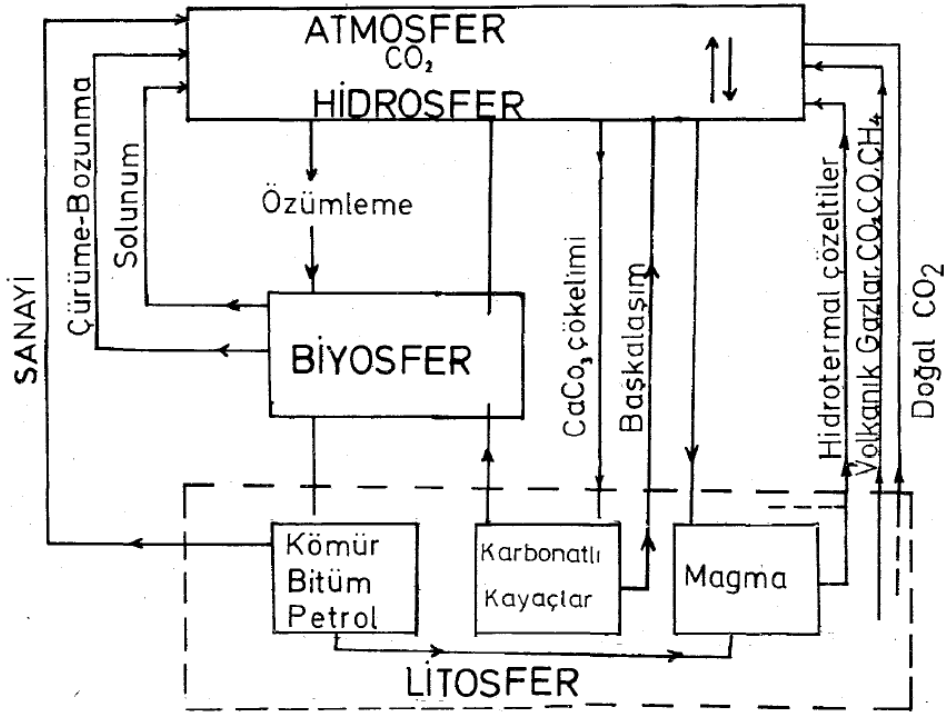 ATMOSFER
CO₂
HİDROSFER
Özümleme
BİYOSFER
SANAYİ
Çürüme-Bozunma
Solunum
CaCo₃ çökelimi
Başkalaşım
Hidrotermal çözeltiler
Volkanık Gazlar, CO₂, CO, CH₄
Doğal CO₂
Kömür
Bitüm
Petrol
Karbonatlı
Kayaçlar
Magma
LİTOSFER